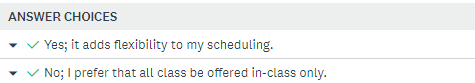 ANSWER CHOICES
Yes; it adds flexibility to my scheduling.
No; I prefer that all class be offered in-class only.